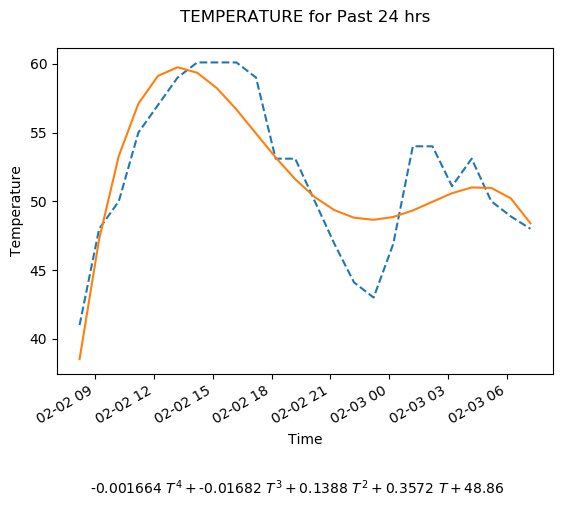 TEMPERATURE for Past 24 hrs
60
55
50
45
40
Temperature
02-02 09 02-02 12 02-02 15 02-02 18 02-02 21 02-03 00 02-03 03 02-03 06
Time
-0.001664 T⁴ + -0.01682 T³ + 0.1388 T² + 0.3572 T + 48.86